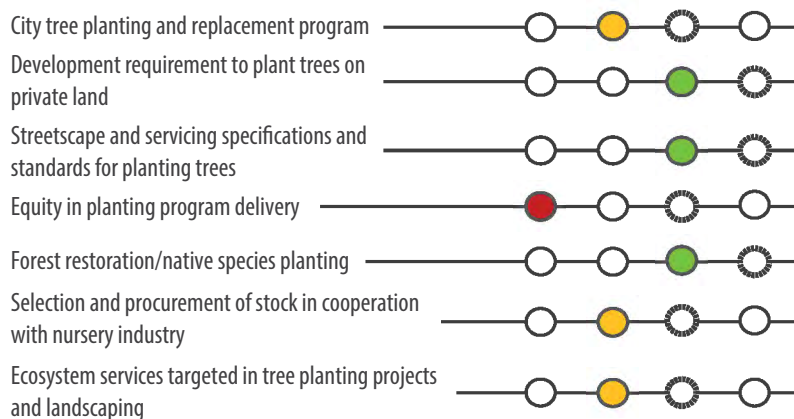 City tree planting and replacement program
Development requirement to plant trees on
private land
Streetscape and servicing specifications and
standards for planting trees
Equity in planting program delivery
Forest restoration/native species planting
Selection and procurement of stock in cooperation
with nursery industry
Ecosystem services targeted in tree planting projects
and landscaping